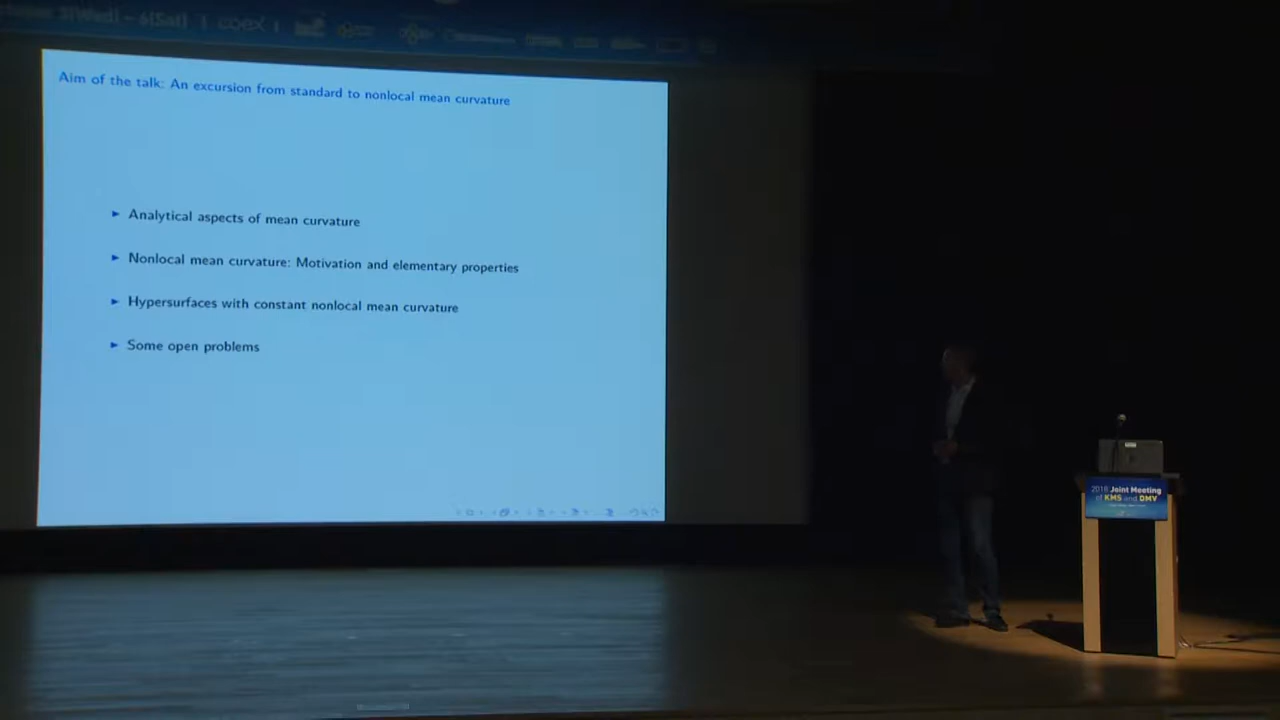 coex
Aim of the talk: An excursion from standard to nonlocal mean curvature
► Analytical aspects of mean curvature
► Nonlocal mean curvature: Motivation and elementary properties
► Hypersurfaces with constant nonlocal mean curvature
► Some open problems
2018 Joint Meeting
of KMS and DMV